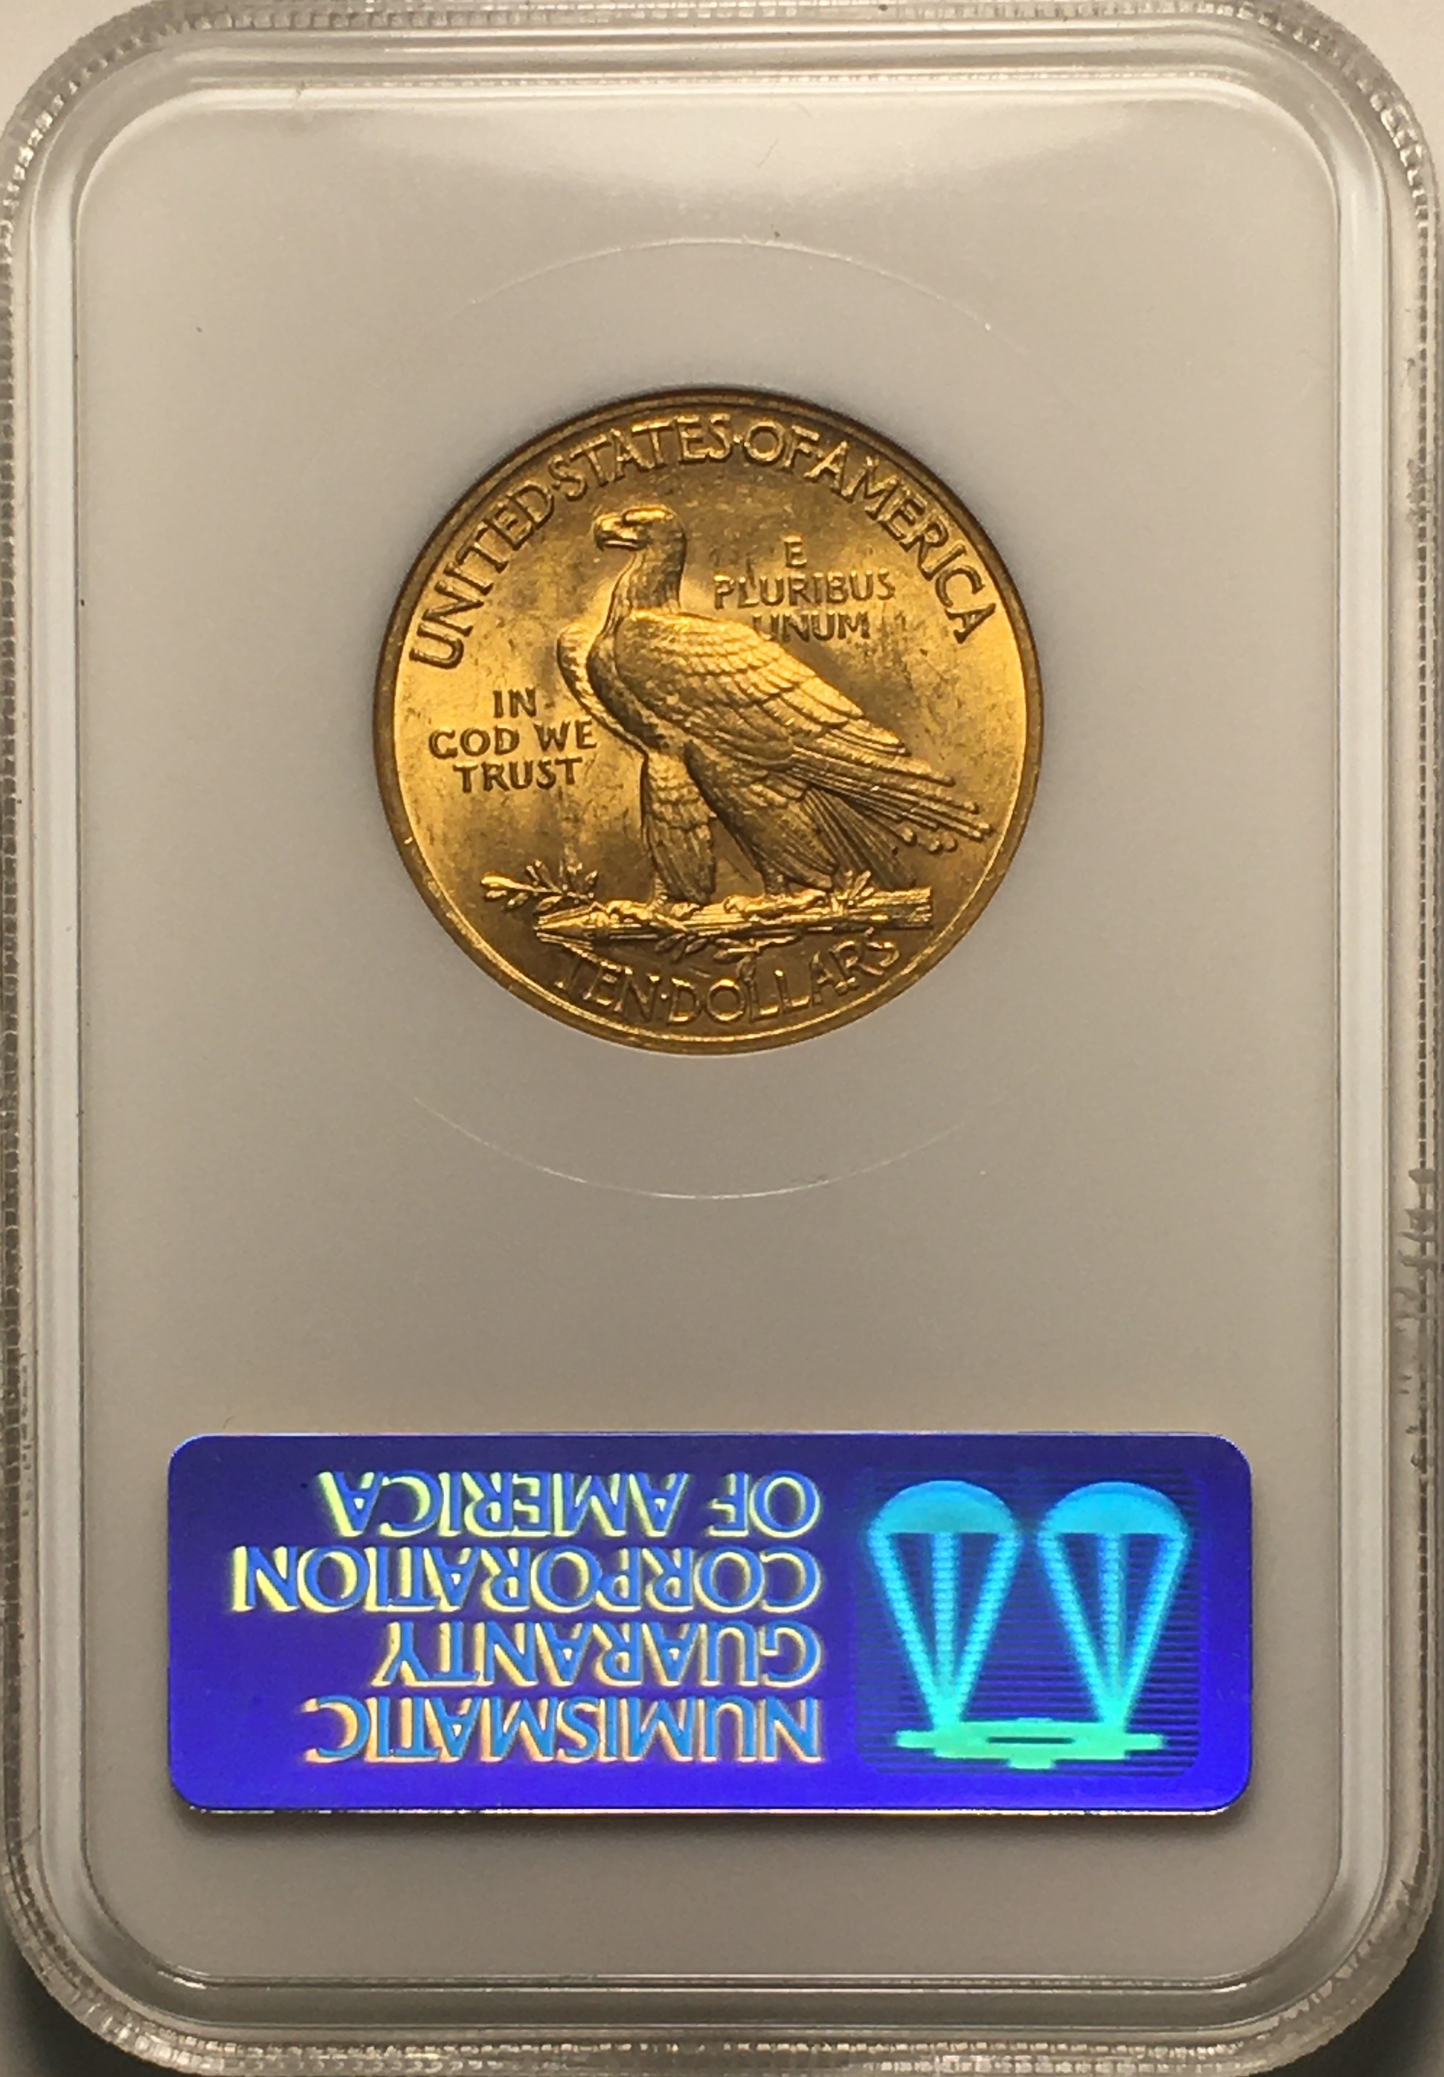 UNITED·STATES·OF·AMERICA
E
PLURIBUS
UNUM
IN
GOD WE
TRUST
TEN·DOLLARS
NUMISMATIC
GUARANTY
CORPORATION
OF AMERICA